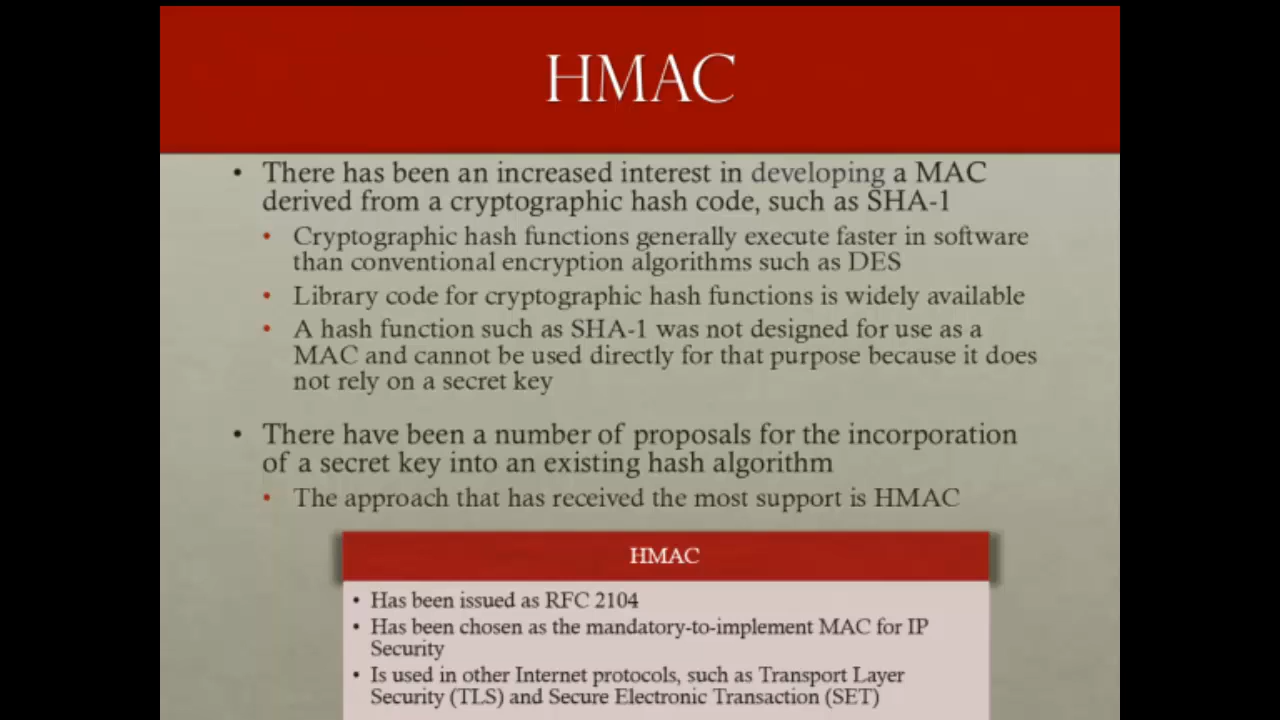 HMAC
• There has been an increased interest in developing a MAC
derived from a cryptographic hash code, such as SHA-1
• Cryptographic hash functions generally execute faster in software
than conventional encryption algorithms such as DES
• Library code for cryptographic hash functions is widely available
• A hash function such as SHA-1 was not designed for use as a
MAC and cannot be used directly for that purpose because it does
not rely on a secret key
• There have been a number of proposals for the incorporation
of a secret key into an existing hash algorithm
• The approach that has received the most support is HMAC
HMAC
• Has been issued as RFC 2104
• Has been chosen as the mandatory-to-implement MAC for IP
Security
• Is used in other Internet protocols, such as Transport Layer
Security (TLS) and Secure Electronic Transaction (SET)